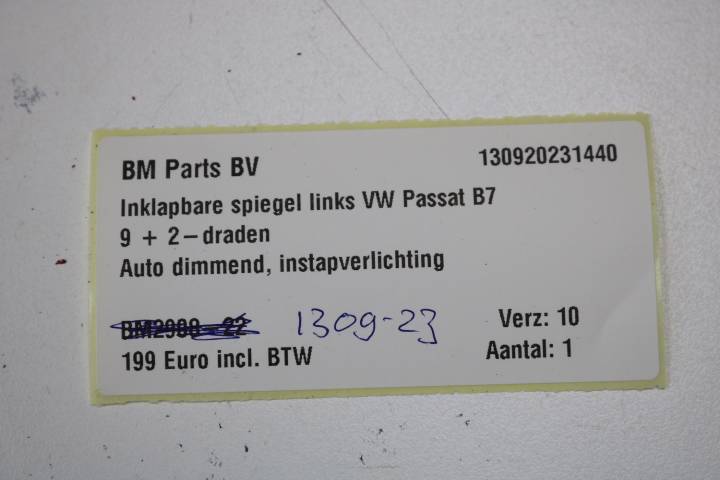 BM Parts BV 130920231440
Inklapbare spiegel links VW Passat B7
9 + 2-draden
Auto dimmend, instapverlichting
1309-23 Verz: 10
199 Euro incl. BTW Aantal: 1